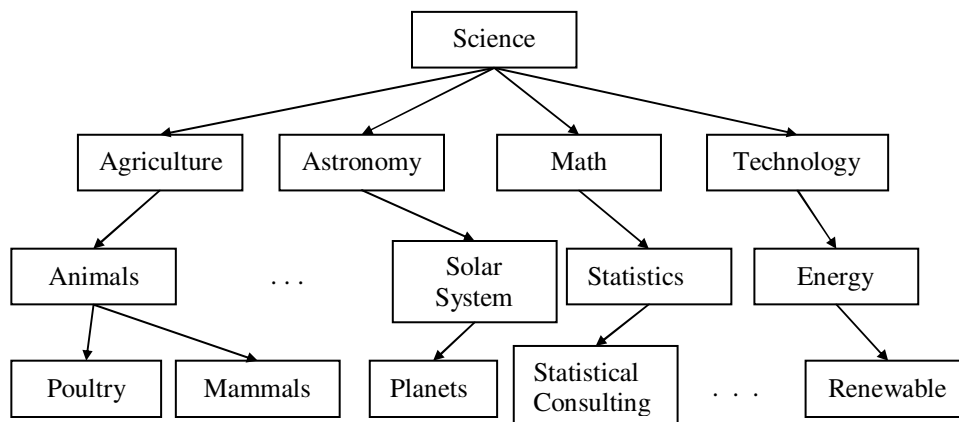 Science
Agriculture
Astronomy
Math
Technology
Animals
. . .
Solar
System
Statistics
Energy
Poultry
Mammals
Planets
Statistical
Consulting
. . .
Renewable